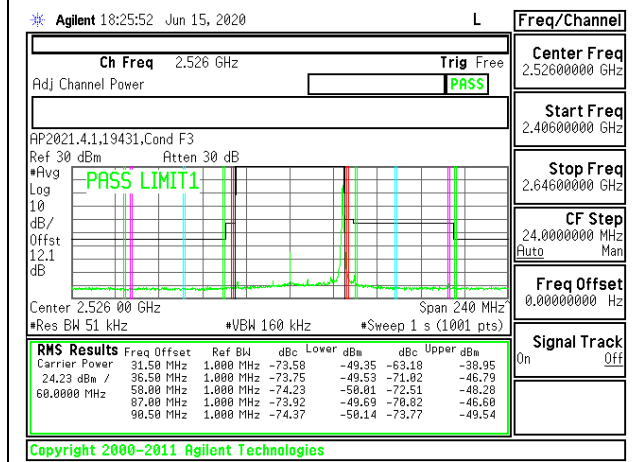 Agilent 18:25:52 Jun 15, 2020 L
Freq/Channel
Ch Freq 2.526 GHz Trig Free
Adj Channel Power PASS
Center Freq
2.52600000 GHz
Start Freq
2.40600000 GHz
AP2021.4.1,19431,Cond F3
Ref 30 dBm Atten 30 dB
#Avg
Log
10
dB/
Offst
12.1
dB
PASS LIMIT1
Stop Freq
2.64600000 GHz
CF Step
24.0000000 MHz
Auto Man
Freq Offset
0.00000000 Hz
Center 2.526 00 GHz Span 240 MHz^
#Res BW 51 kHz #VBW 160 kHz #Sweep 1 s (1001 pts)
Signal Track
On Off
RMS Results Freq Offset Ref BW dBc Lower dBm dBc Upper dBm
Carrier Power 31.50 MHz 1.000 MHz -73.58 -49.35 -63.18 -38.95
24.23 dBm / 36.50 MHz 1.000 MHz -73.75 -49.53 -71.02 -46.79
60.0000 MHz 58.00 MHz 1.000 MHz -74.23 -50.01 -72.51 -48.28
87.00 MHz 1.000 MHz -73.92 -49.69 -70.82 -46.60
90.50 MHz 1.000 MHz -74.37 -50.14 -73.77 -49.54
Copyright 2000-2011 Agilent Technologies